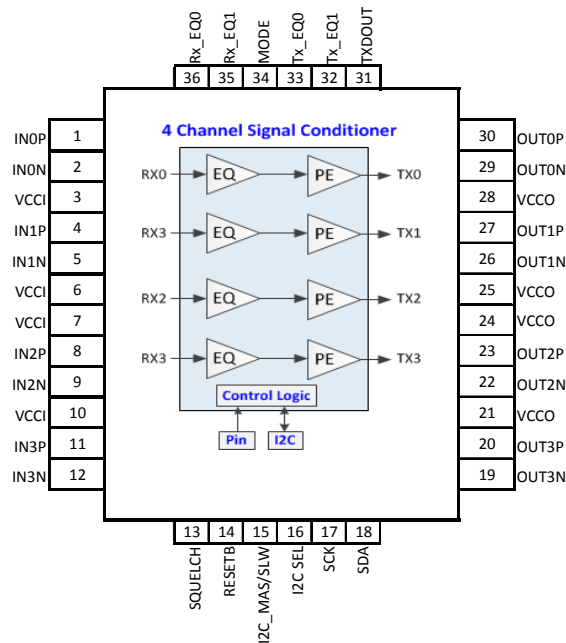 Rx_EQ0
Rx_EQ1
MODE
Tx_EQ0
Tx_EQ1
TXDOUT
36 35 34 33 32 31
4 Channel Signal Conditioner
IN0P 1
IN0N 2
VCCI 3
IN1P 4
IN1N 5
VCCI 6
VCCI 7
IN2P 8
IN2N 9
VCCI 10
IN3P 11
IN3N 12
RX0 EQ PE TX0
RX3 EQ PE TX1
RX2 EQ PE TX2
RX3 EQ PE TX3
Control Logic
Pin I2C
30 OUT0P
29 OUT0N
28 VCCO
27 OUT1P
26 OUT1N
25 VCCO
24 VCCO
23 OUT2P
22 OUT2N
21 VCCO
20 OUT3P
19 OUT3N
13 14 15 16 17 18
SQUELCH
RESETB
I2C_MAS/SLW
I2C SEL
SCK
SDA